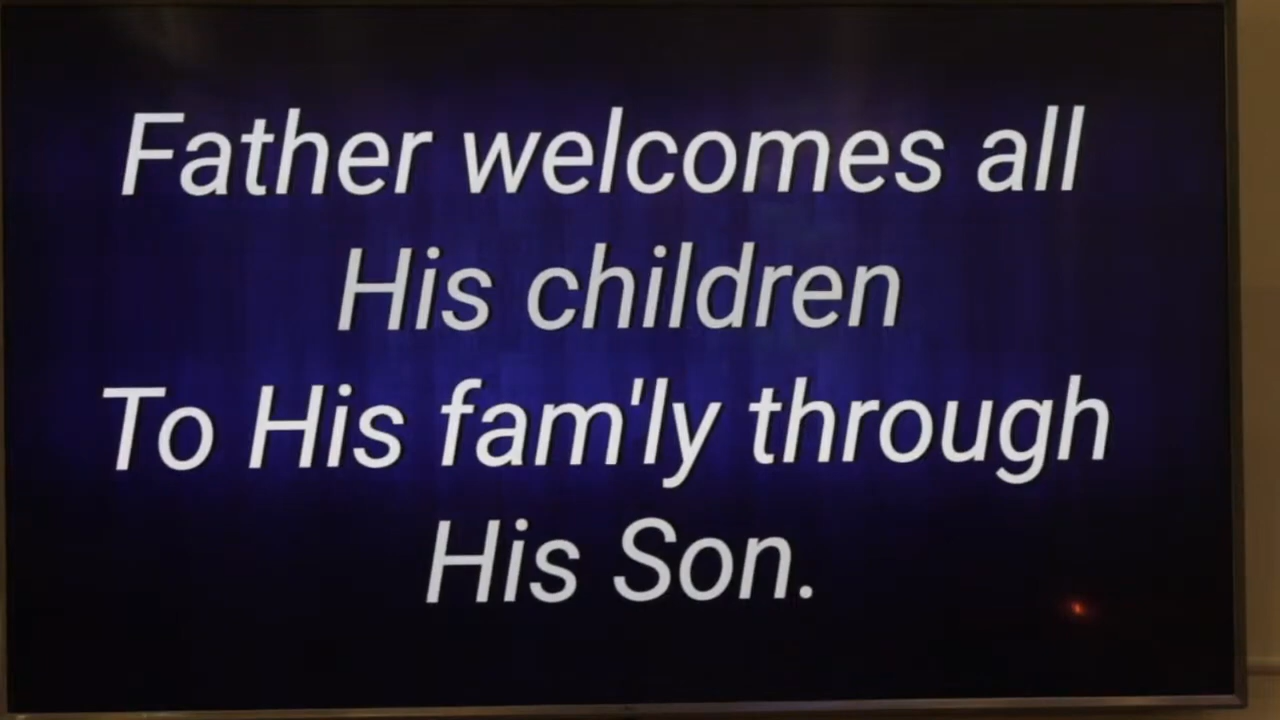 Father welcomes all
His children
To His fam'ly through
His Son.